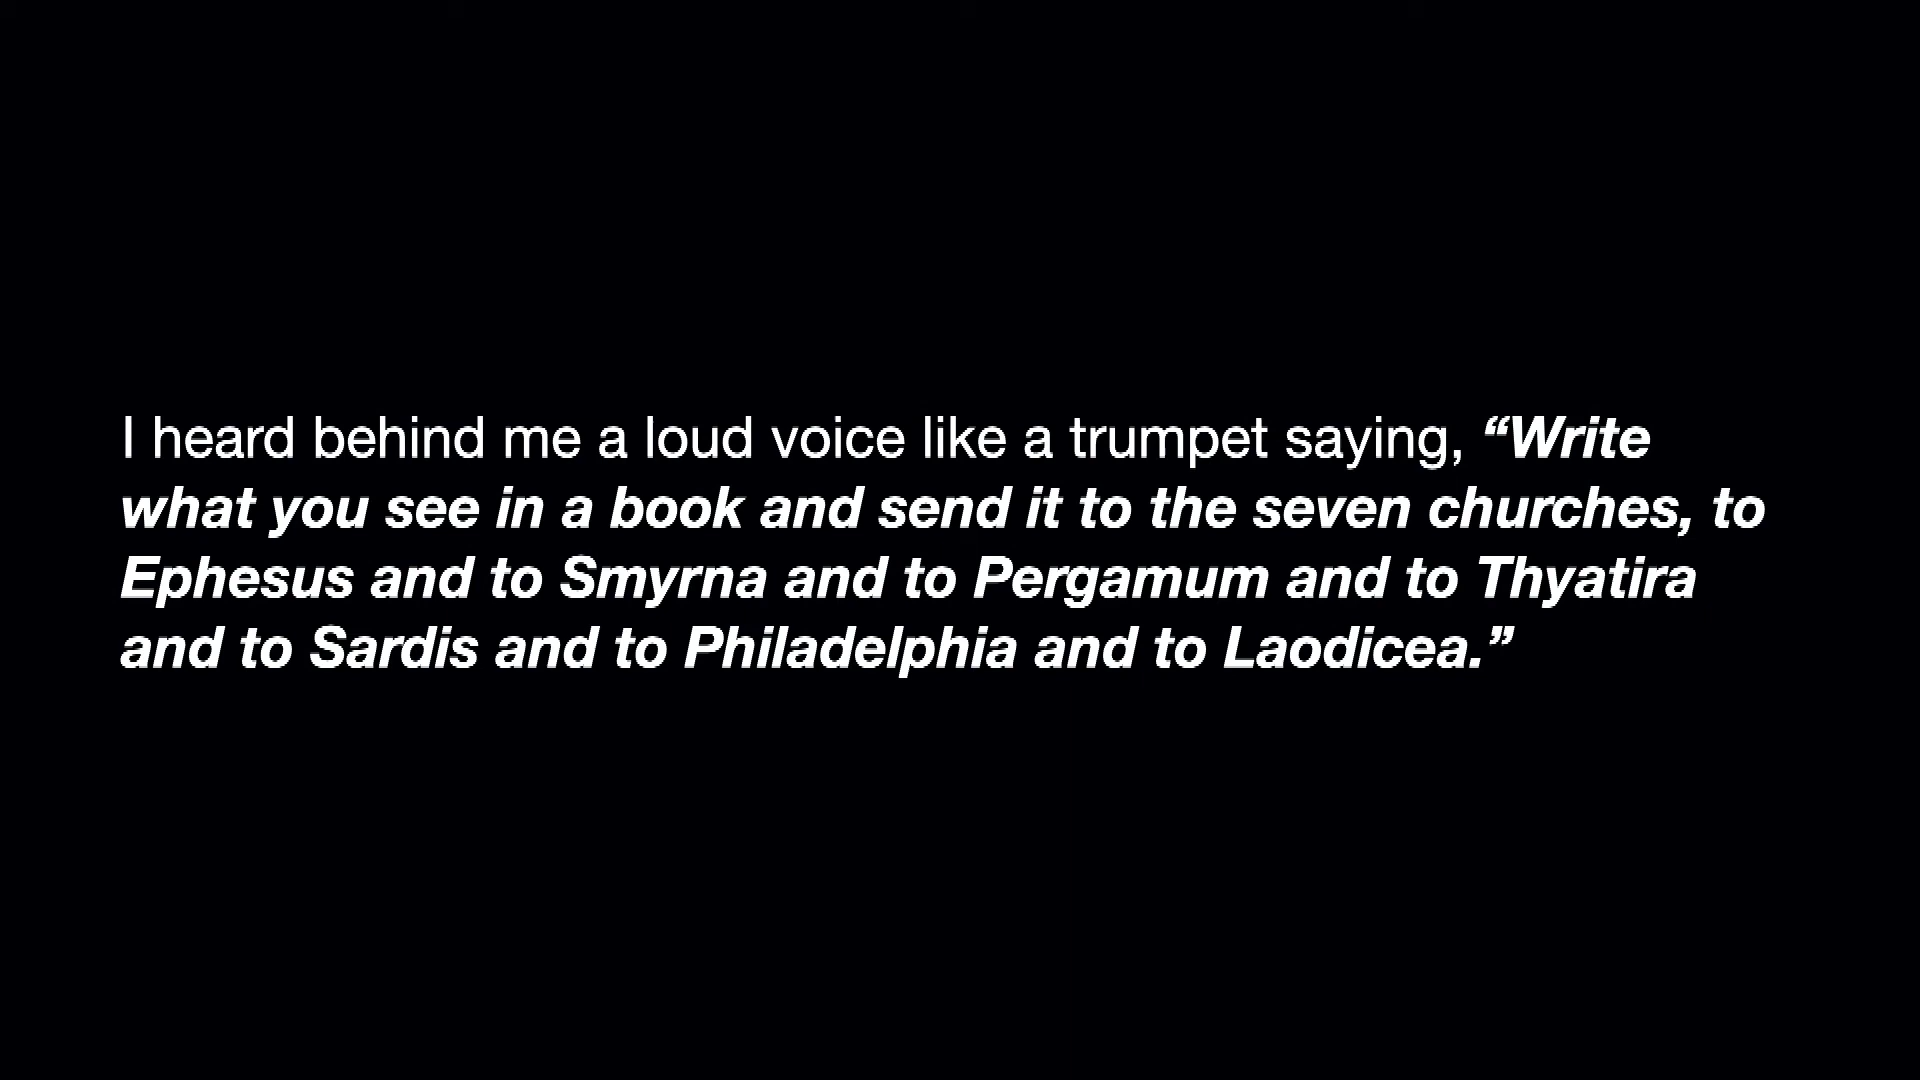 I heard behind me a loud voice like a trumpet saying, “Write
what you see in a book and send it to the seven churches, to
Ephesus and to Smyrna and to Pergamum and to Thyatira
and to Sardis and to Philadelphia and to Laodicea.”